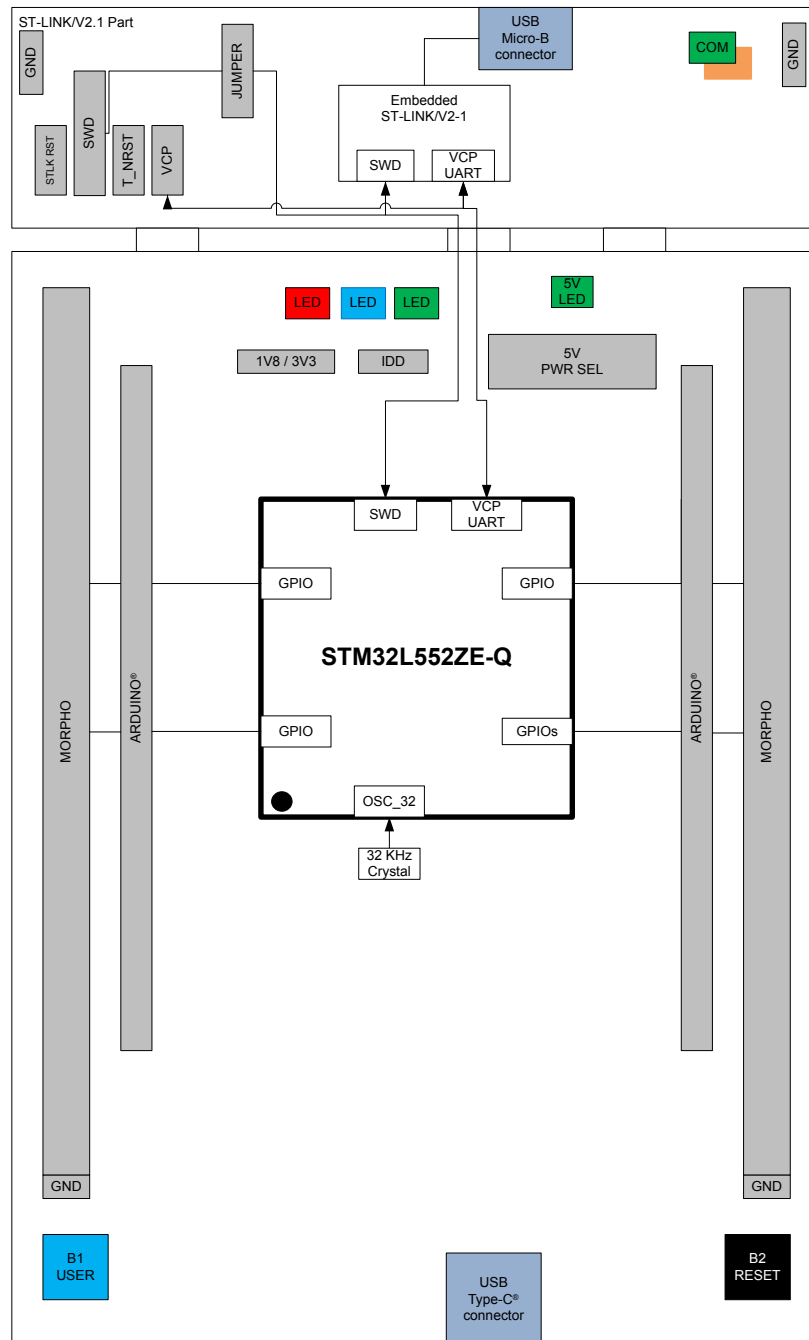 ST-LINK/V2.1 Part
GND
SWD
STLK RST
T_NRST
VCP
JUMPER
USB
Micro-B
connector
Embedded
ST-LINK/V2-1
SWD
VCP
UART
COM
GND
LED
LED
LED
5V
LED
1V8 / 3V3
IDD
5V
PWR SEL
MORPHO
ARDUINO®
SWD
VCP
UART
GPIO
GPIO
STM32L552ZE-Q
GPIO
GPIOs
OSC_32
32 KHz
Crystal
ARDUINO®
MORPHO
GND
GND
B1
USER
USB
Type-C®
connector
B2
RESET